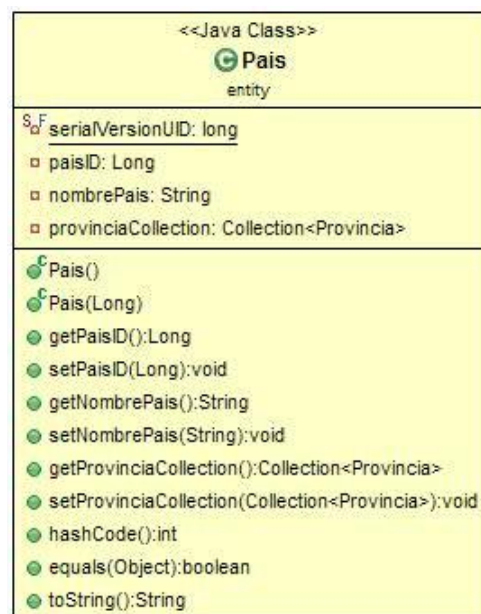 <<Java Class>>
C Pais
entity
S F serialVersionUID: long
paisID: Long
nombrePais: String
provinciaCollection: Collection<Provincia>
C Pais()
C Pais(Long)
getPaisID():Long
setPaisID(Long):void
getNombrePais():String
setNombrePais(String):void
getProvinciaCollection():Collection<Provincia>
setProvinciaCollection(Collection<Provincia>):void
hashCode():int
equals(Object):boolean
toString():String